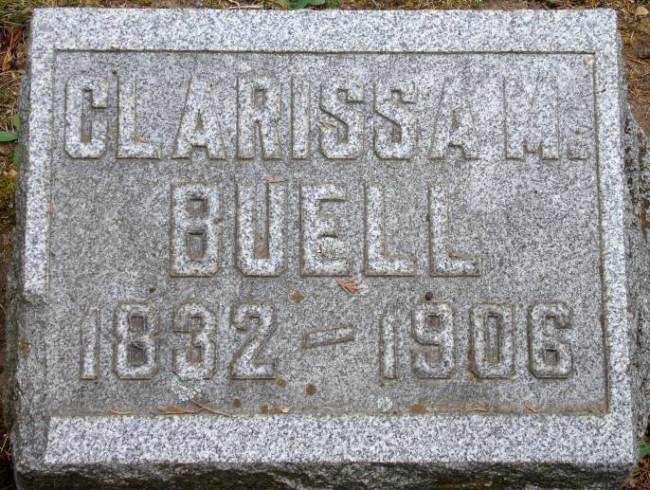 CLARISSA M.
BUELL
1832 – 1906